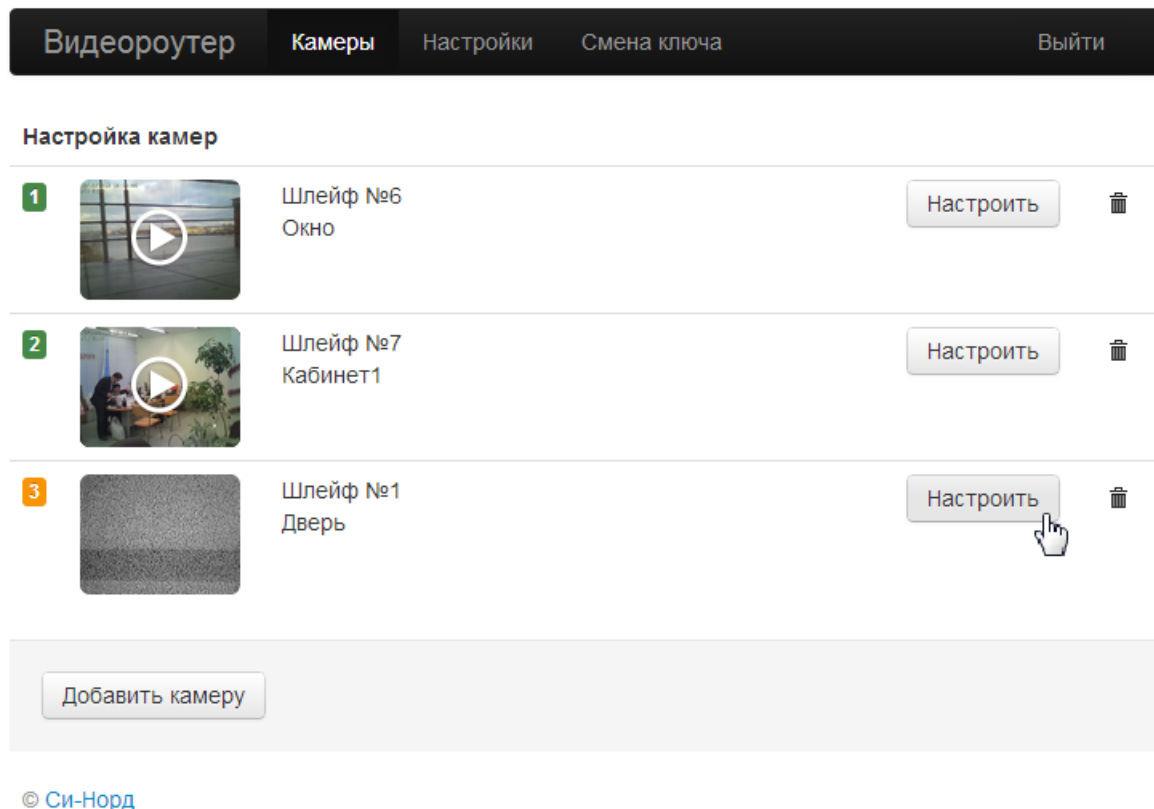 Видеороутер Камеры Настройки Смена ключа Выйти
Настройка камер
1
Шлейф №6
Окно
Настроить
2
Шлейф №7
Кабинет1
Настроить
3
Шлейф №1
Дверь
Настроить
Добавить камеру
© Си-Норд